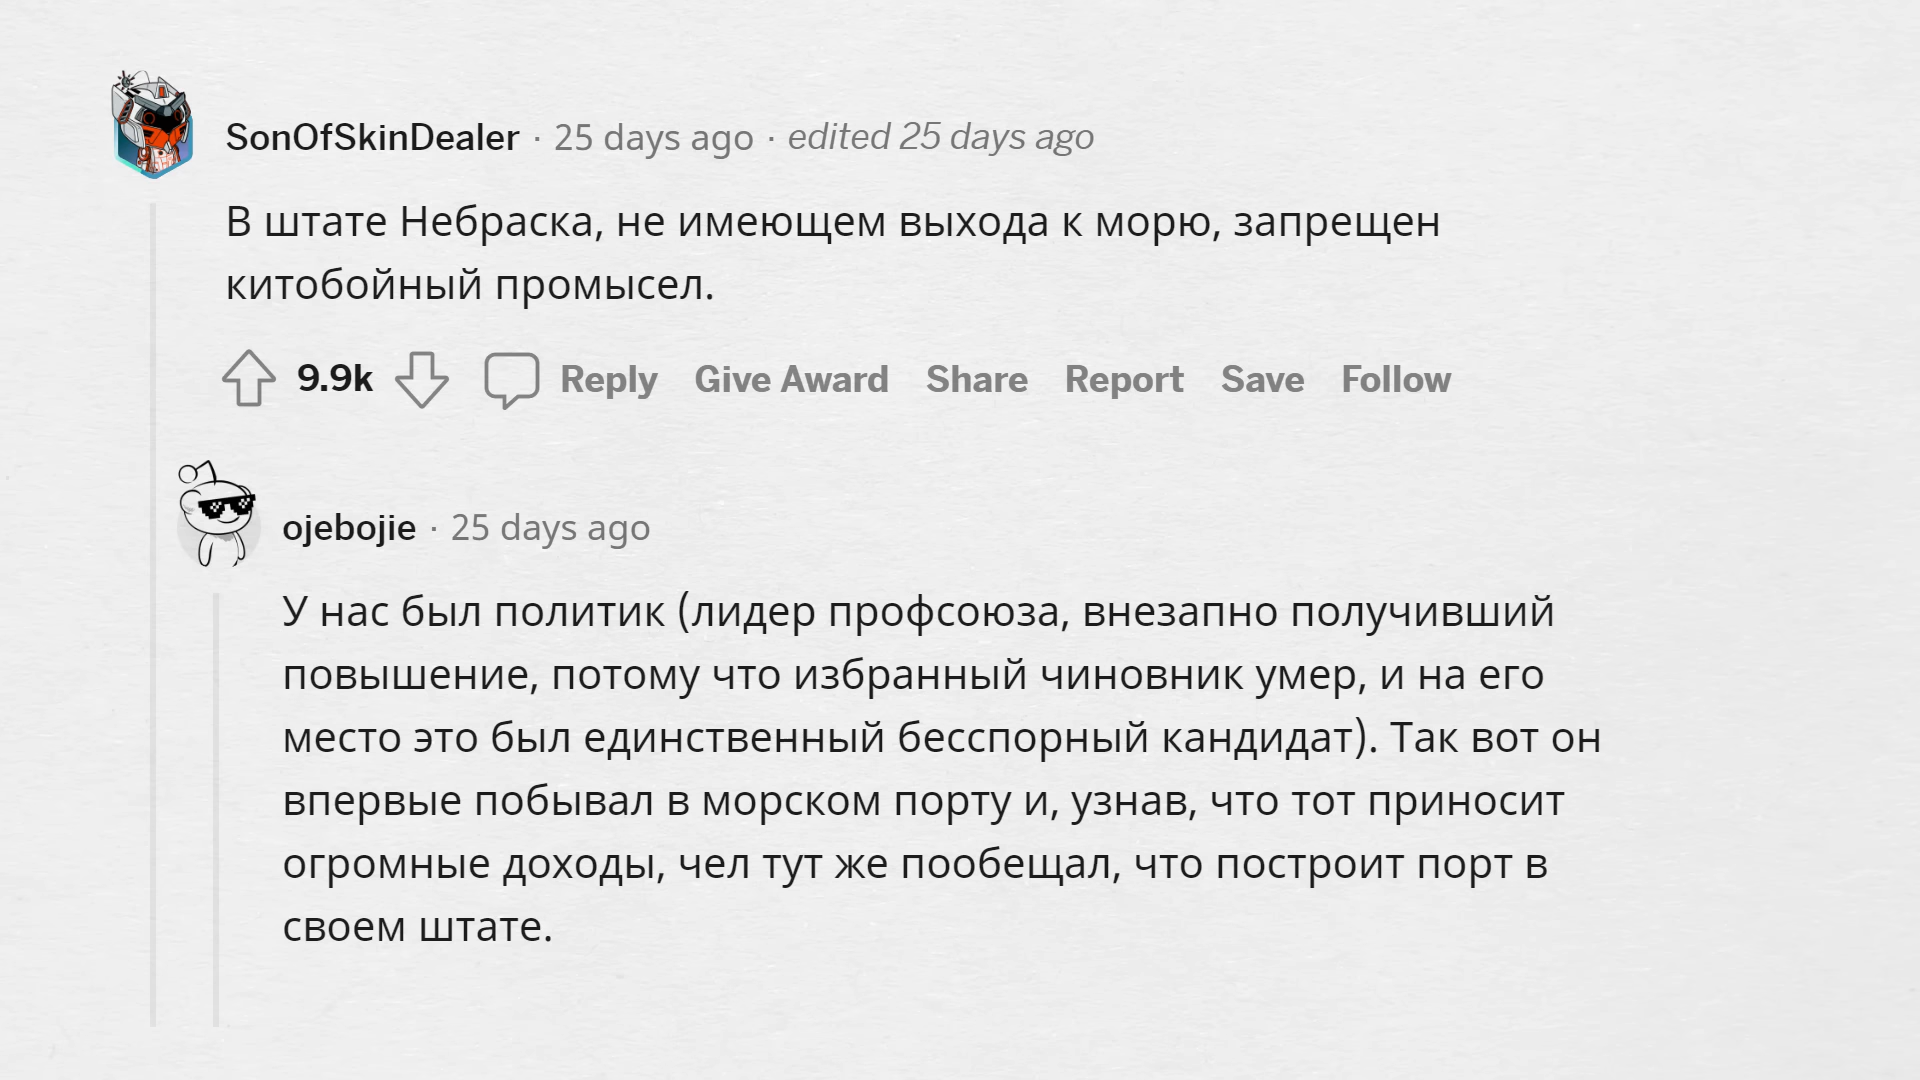 SonOfSkinDealer · 25 days ago · edited 25 days ago
В штате Небраска, не имеющем выхода к морю, запрещен
китобойный промысел.
9.9k Reply Give Award Share Report Save Follow
ojebojie · 25 days ago
У нас был политик (лидер профсоюза, внезапно получивший
повышение, потому что избранный чиновник умер, и на его
место это был единственный бесспорный кандидат). Так вот он
впервые побывал в морском порту и, узнав, что тот приносит
огромные доходы, чел тут же пообещал, что построит порт в
своем штате.